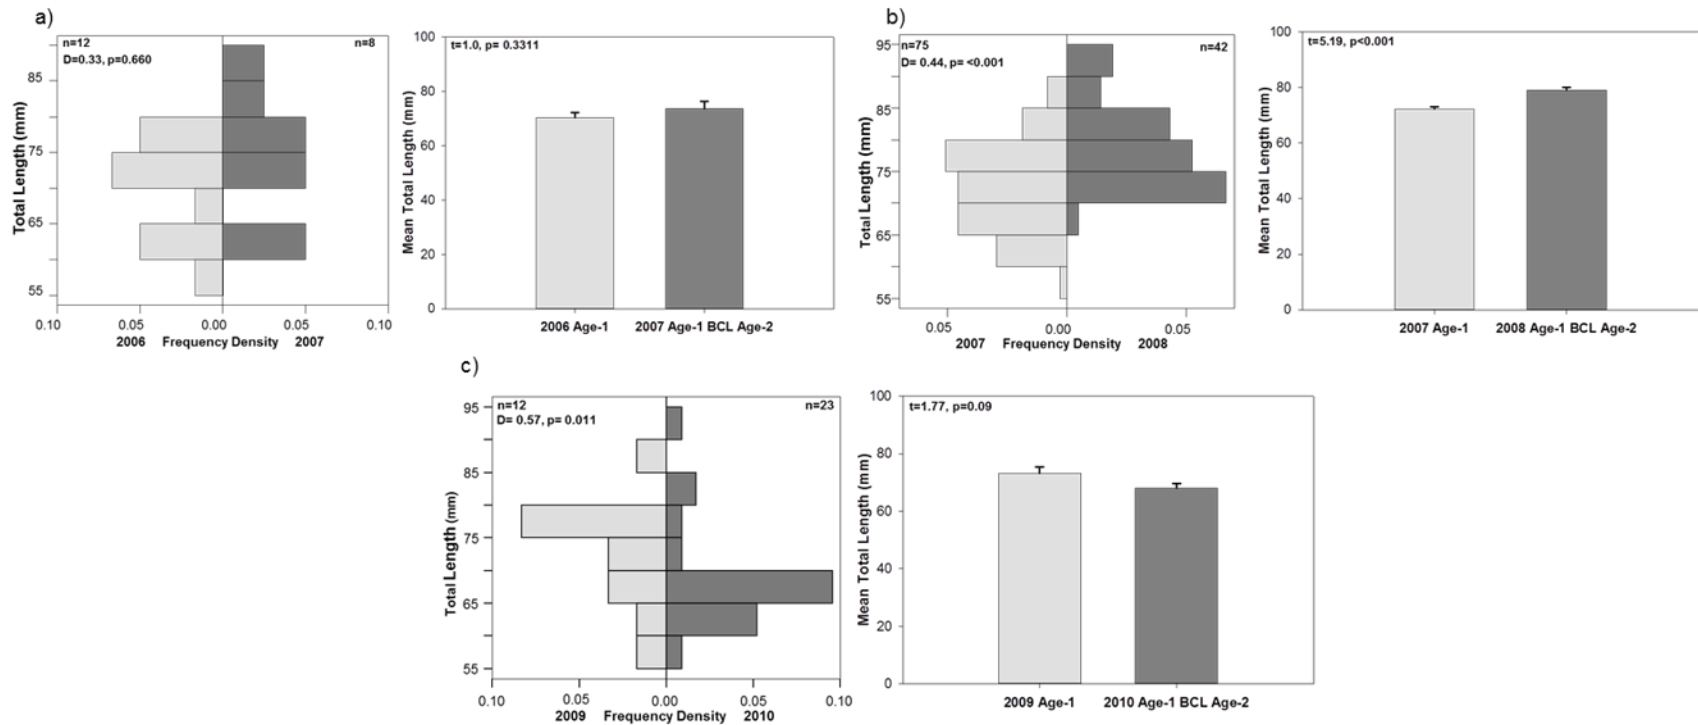 a)
n=12
n=8
D=0.33, p=0.660
Total Length (mm)
85
75
65
55
0.10
0.05
0.00
0.05
0.10
2006 Frequency Density 2007
t=1.0, p= 0.3311
Mean Total Length (mm)
100
80
60
40
20
0
2006 Age-1
2007 Age-1 BCL Age-2
b)
n=75
n=42
D= 0.44, p= <0.001
Total Length (mm)
95
85
75
65
55
0.05
0.00
0.05
2007 Frequency Density 2008
t=5.19, p<0.001
Mean Total Length (mm)
100
80
60
40
20
0
2007 Age-1
2008 Age-1 BCL Age-2
c)
n=12
n=23
D= 0.57, p= 0.011
Total Length (mm)
95
85
75
65
55
0.10
0.05
0.00
0.05
0.10
2009 Frequency Density 2010
t=1.77, p=0.09
Mean Total Length (mm)
100
80
60
40
20
0
2009 Age-1
2010 Age-1 BCL Age-2